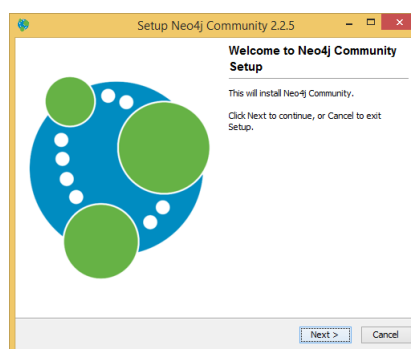 Setup Neo4j Community 2.2.5
Welcome to Neo4j Community
Setup
This will install Neo4j Community.
Click Next to continue, or Cancel to exit
Setup.
Next >
Cancel